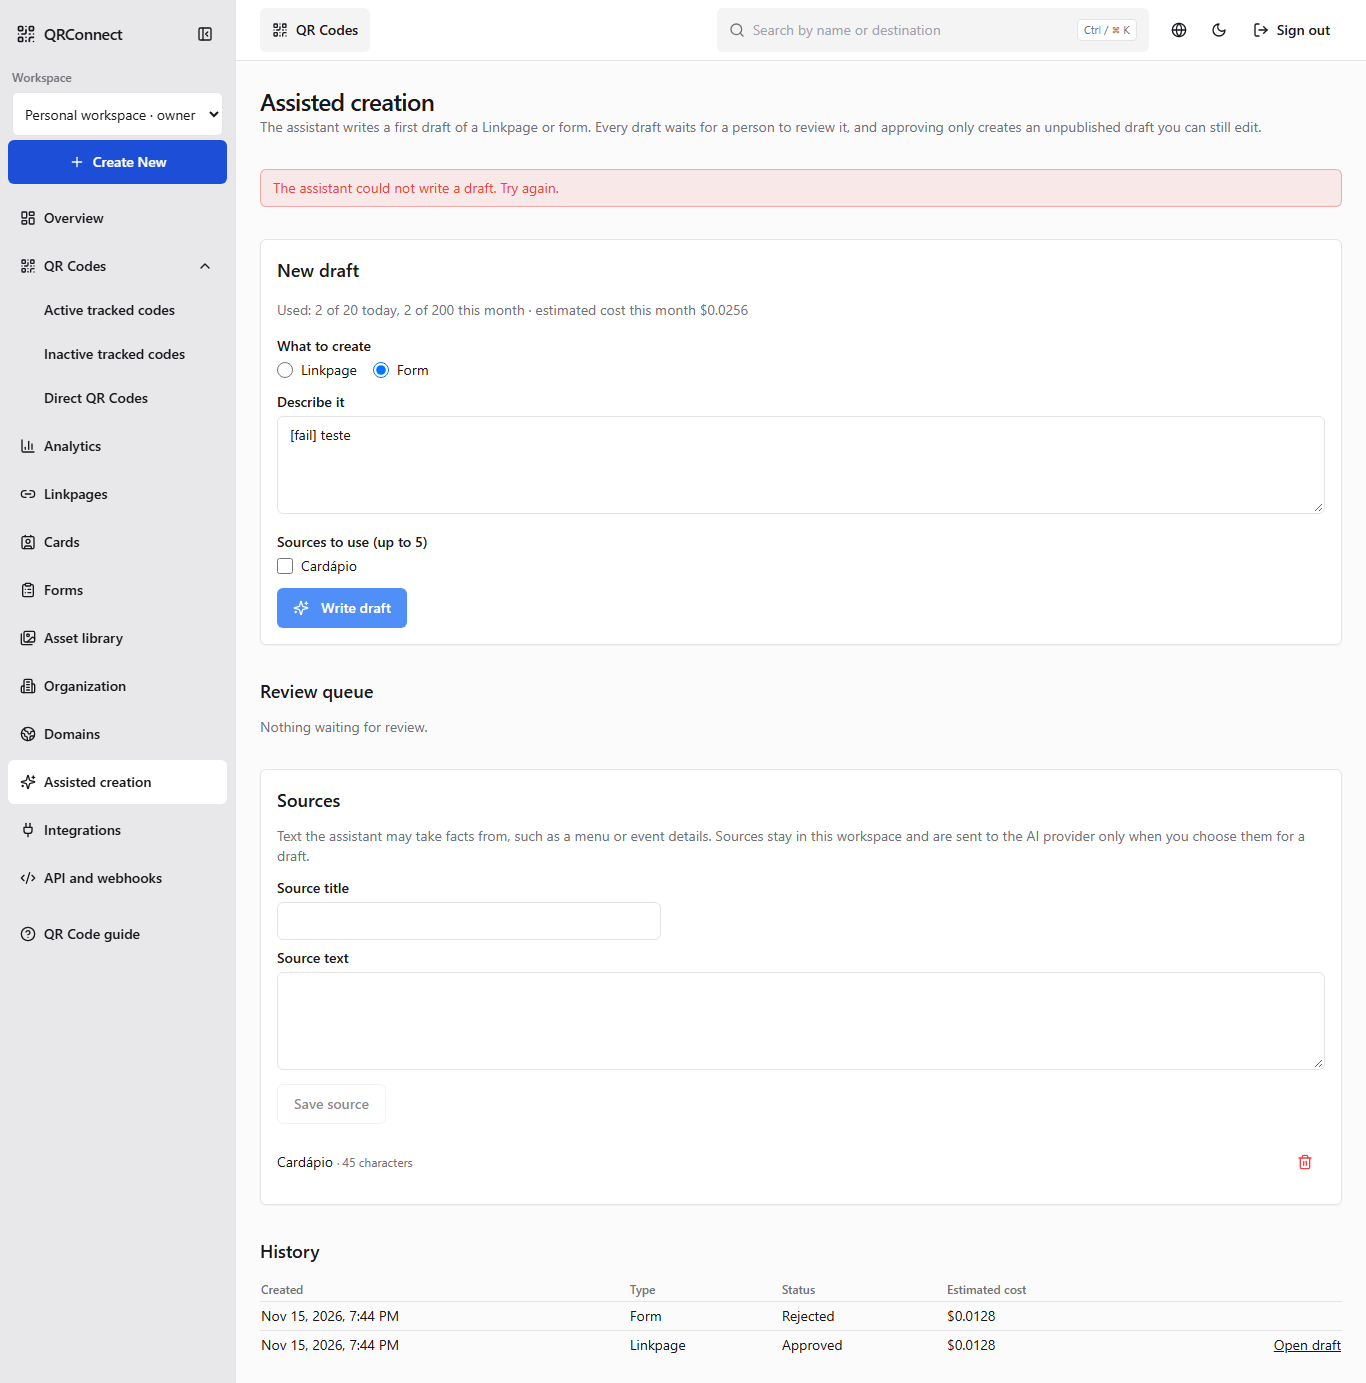 QRConnect
Workspace
Personal workspace · owner
+ Create New
Overview
QR Codes
Active tracked codes
Inactive tracked codes
Direct QR Codes
Analytics
Linkpages
Cards
Forms
Asset library
Organization
Domains
Assisted creation
Integrations
API and webhooks
QR Code guide
QR Codes
Search by name or destination
Ctrl / ⌘ K
Sign out
Assisted creation
The assistant writes a first draft of a Linkpage or form. Every draft waits for a person to review it, and approving only creates an unpublished draft you can still edit.
The assistant could not write a draft. Try again.
New draft
Used: 2 of 20 today, 2 of 200 this month · estimated cost this month $0.0256
What to create
Linkpage Form
Describe it
[fail] teste
Sources to use (up to 5)
Cardápio
Write draft
Review queue
Nothing waiting for review.
Sources
Text the assistant may take facts from, such as a menu or event details. Sources stay in this workspace and are sent to the AI provider only when you choose them for a
draft.
Source title
Source text
Save source
Cardápio · 45 characters
History
Created Type Status Estimated cost
Nov 15, 2026, 7:44 PM Form Rejected $0.0128
Nov 15, 2026, 7:44 PM Linkpage Approved $0.0128 Open draft